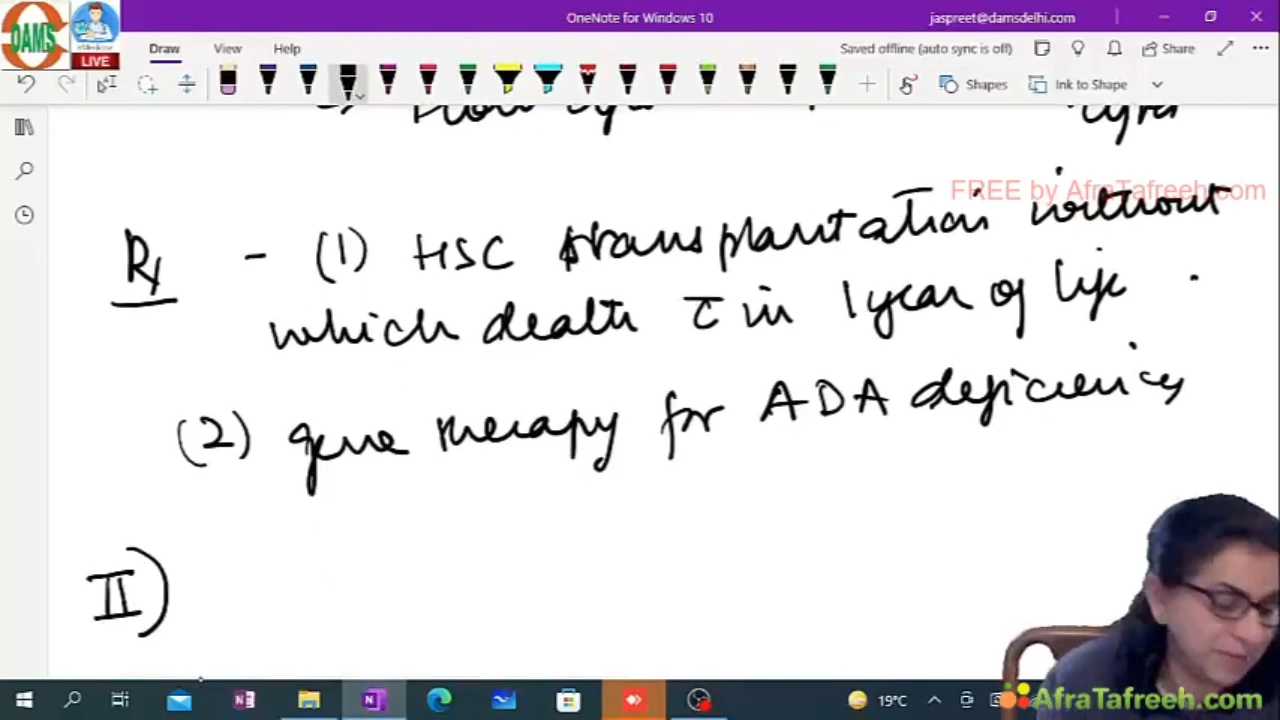 DAMS
eMedicine
LIVE
OneNote for Windows 10
jaspreet@damsdelhi.com
Draw View Help
Saved offline (auto sync is off)
Share
Shapes
Ink to Shape
FREE by AfraTafreeh.com
Rx - (1) HSC transplantation without
which death c̄ in 1 year of life.
(2) gene therapy for ADA deficiency
II)
19°C
AfraTafreeh.com